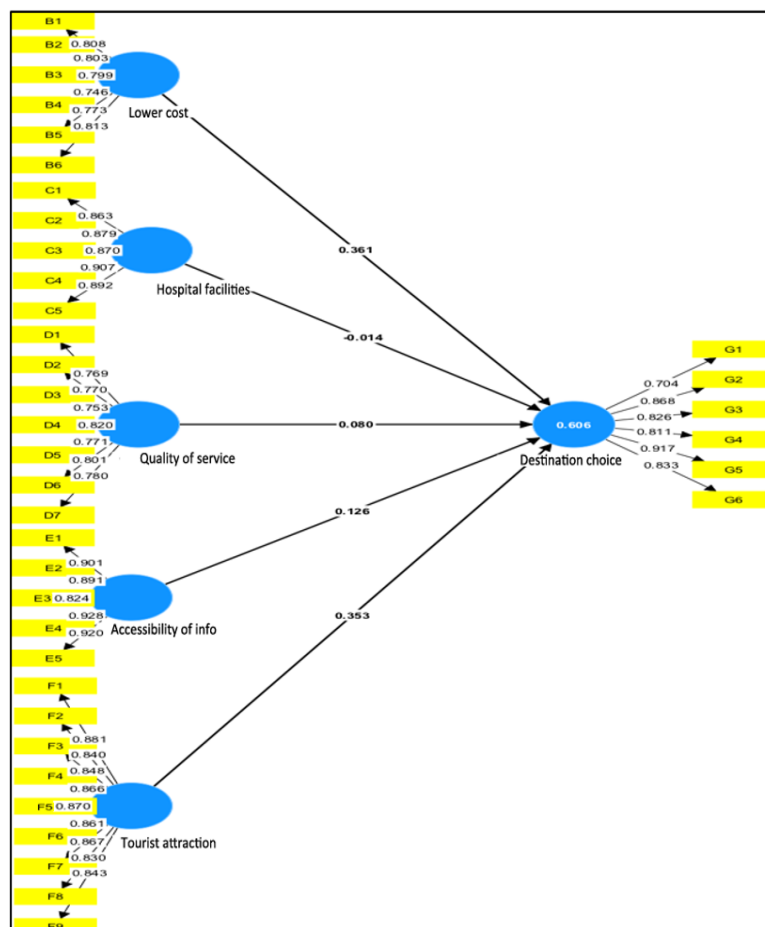 B1
B2
0.808
0.803
B3
0.799
0.746
B4
0.773
0.813
B5
B6
Lower cost
C1
0.863
C2
0.879
C3
0.870
0.907
C4
0.892
C5
Hospital facilities
D1
D2
0.769
0.770
D3
0.753
D4
0.820
0.771
D5
0.801
0.780
D6
D7
Quality of service
E1
0.901
E2
0.891
E3
0.824
0.928
E4
0.920
E5
Accessibility of info
F1
F2
0.881
0.840
F3
0.848
F4
0.866
F5
0.870
0.861
F6
0.867
0.830
F7
0.843
F8
F9
Tourist attraction
0.361
-0.014
0.080
0.126
0.353
0.606
Destination choice
0.704
0.868
0.826
0.811
0.917
0.833
G1
G2
G3
G4
G5
G6